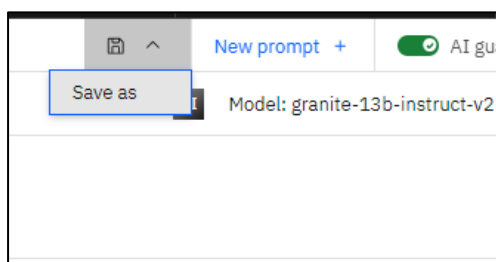 New prompt +
AI gua
Save as
Model: granite-13b-instruct-v2